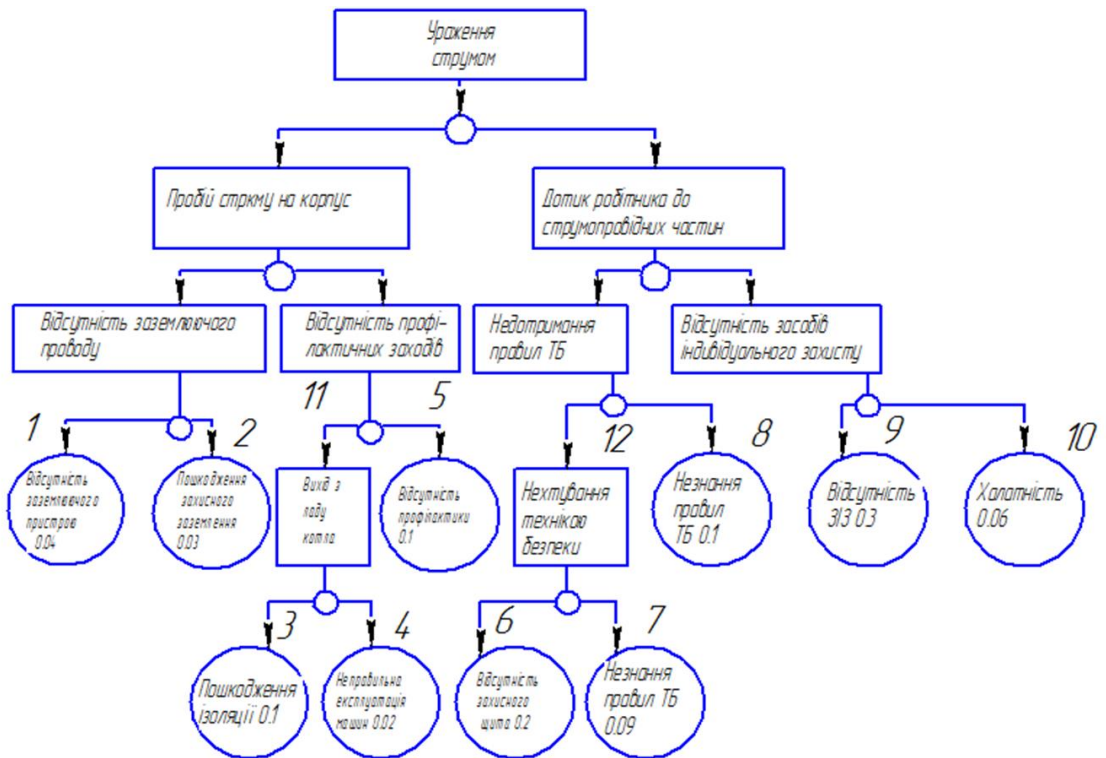 Ураження
струмом
Пробій стркму на корпус
Дотик робітника до
струмопровідних частин
Відсутність заземлюючого
проводу
Відсутність профі-
лактичних заходів
Недотримання
правил ТБ
Відсутність засобів
індивідуального захисту
1
2
11
5
12
8
9
10
Відсутність
заземлюючого
пристрою
0.04
Пошкодження
захисного
заземлення
0.03
Вихід з
ладу
котла
Відсутність
профілактики
0.1
Нехтування
технікою
безпеки
Незнання
правил
ТБ 0.1
Відсутність
ЗІЗ 0.3
Халатність
0.06
3
4
6
7
Пошкодження
ізоляції 0.1
Неправильна
експлуатація
машин 0.02
Відсутність
захисного
щита 0.2
Незнання
правил ТБ
0.09